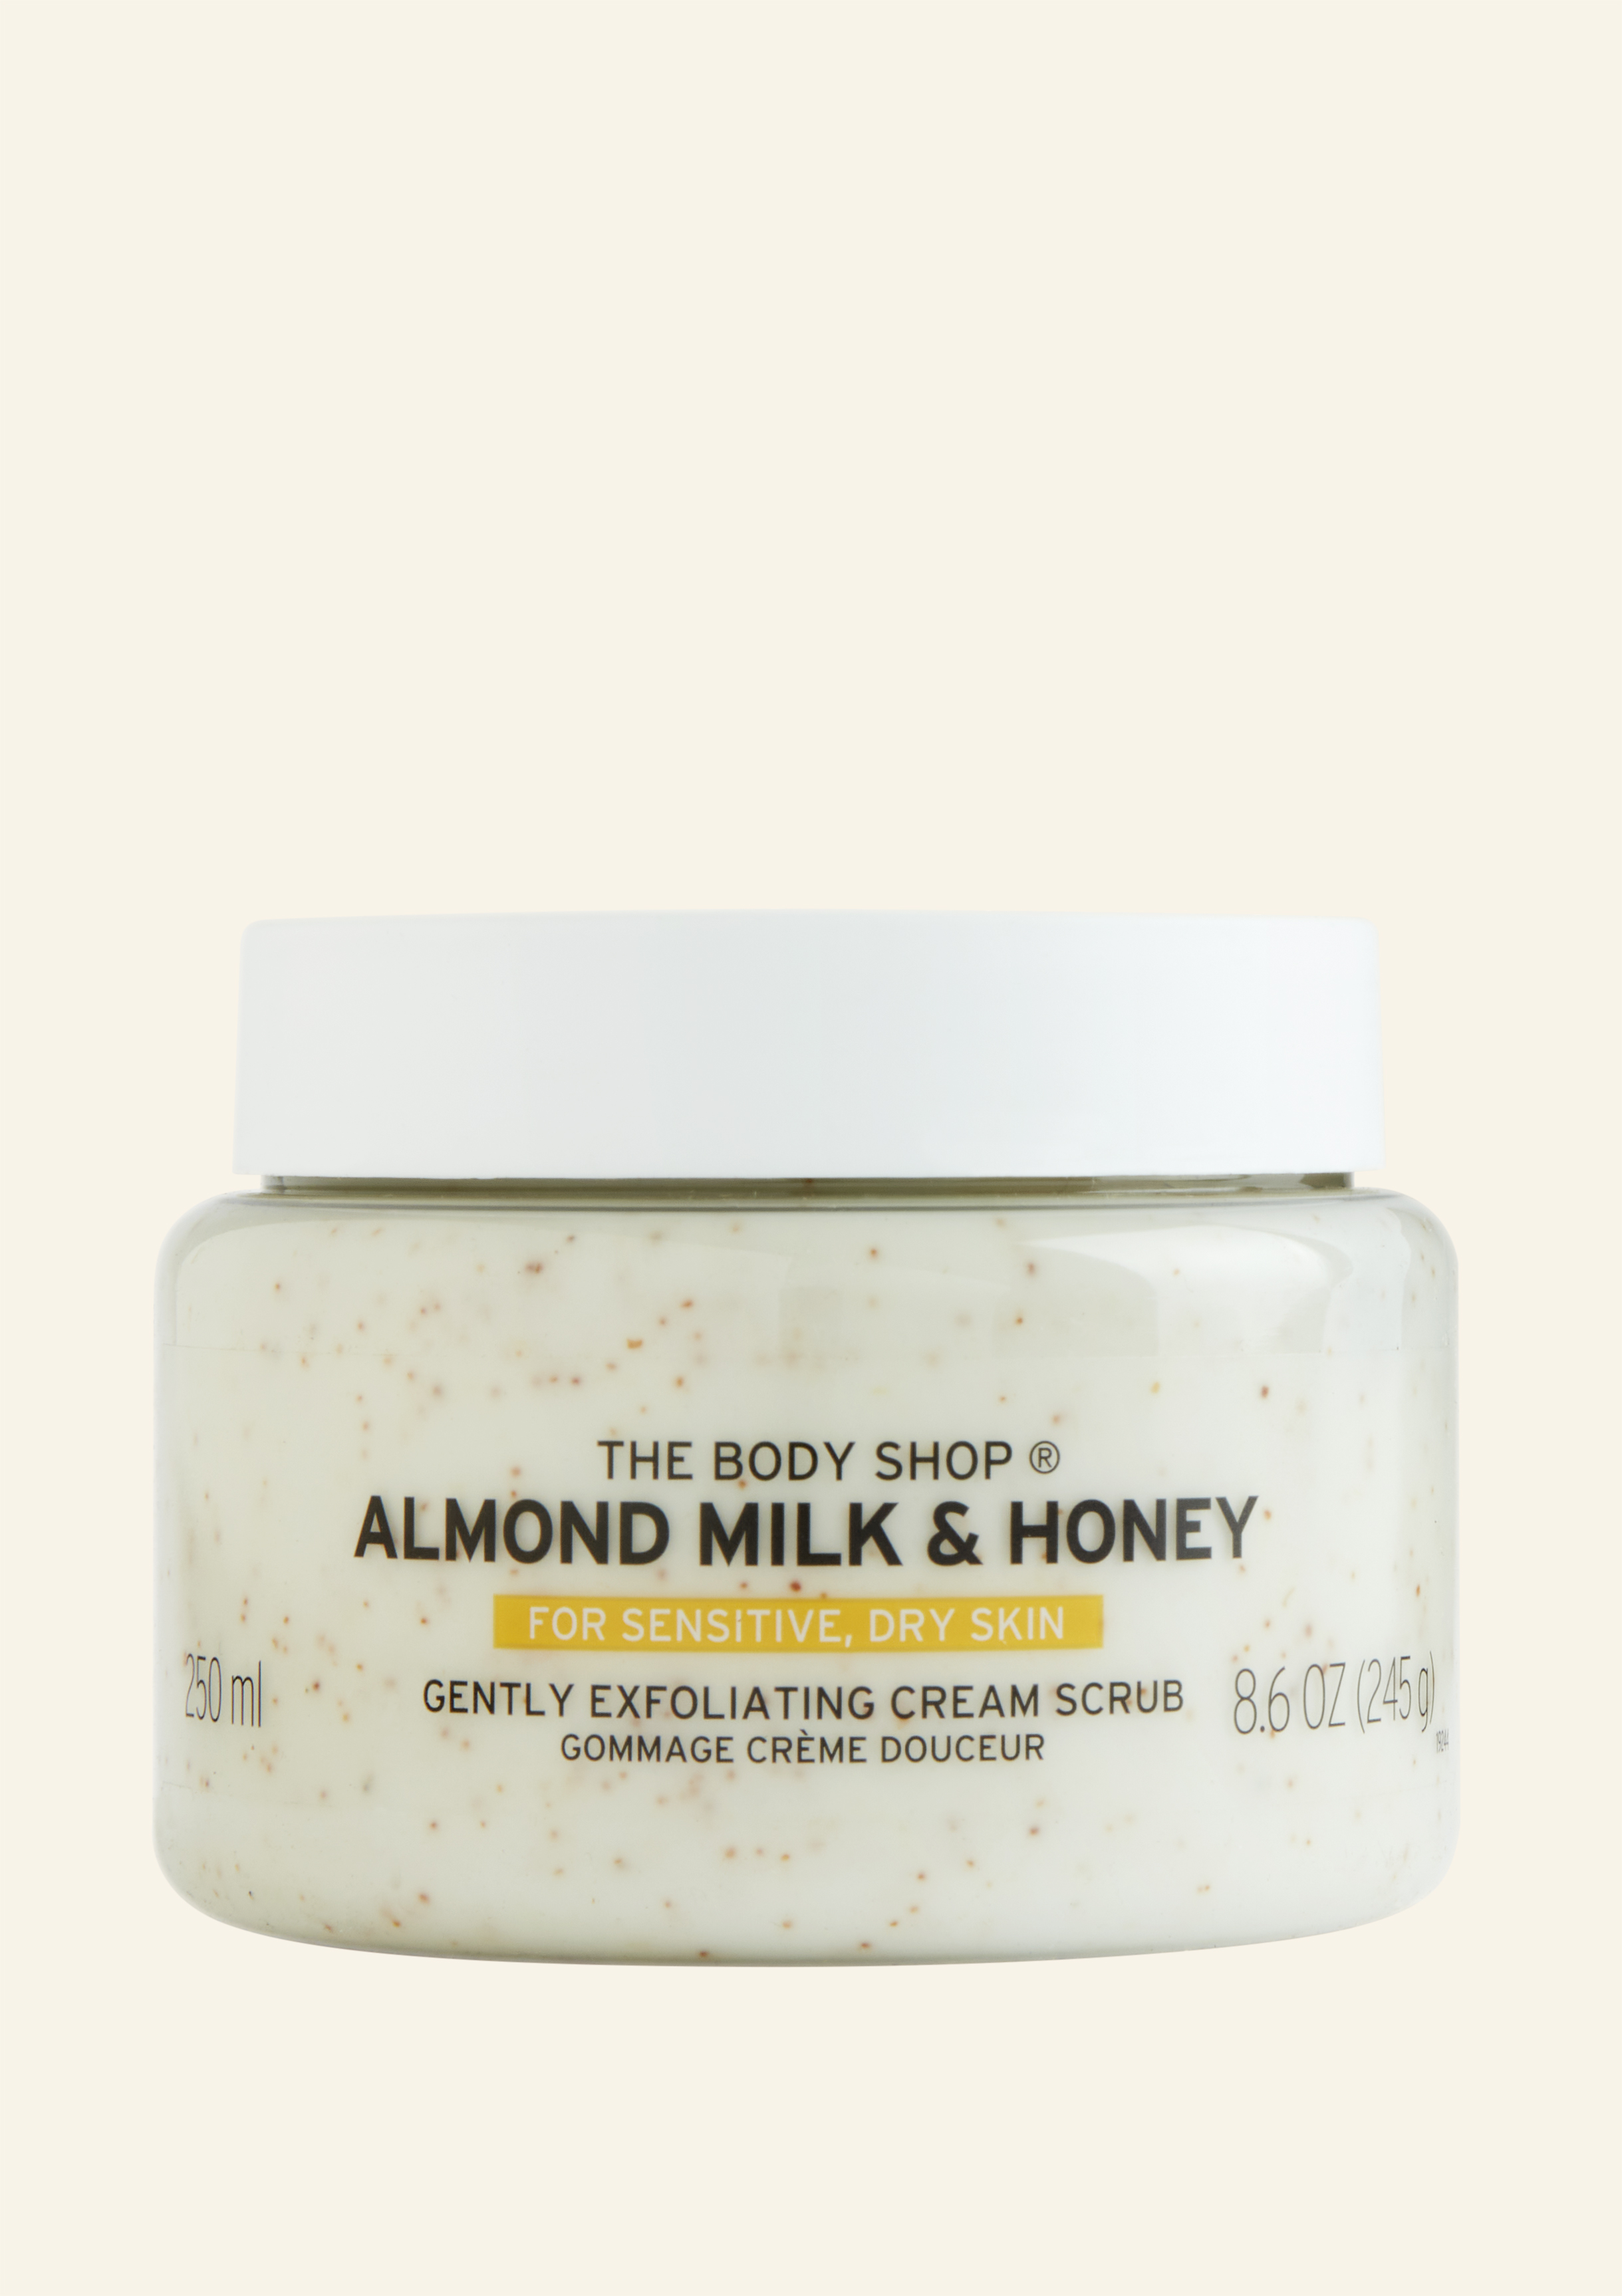 THE BODY SHOP ®
ALMOND MILK & HONEY
FOR SENSITIVE, DRY SKIN
250 ml
GENTLY EXFOLIATING CREAM SCRUB
8.6 OZ (245 g)
GOMMAGE CRÈME DOUCEUR